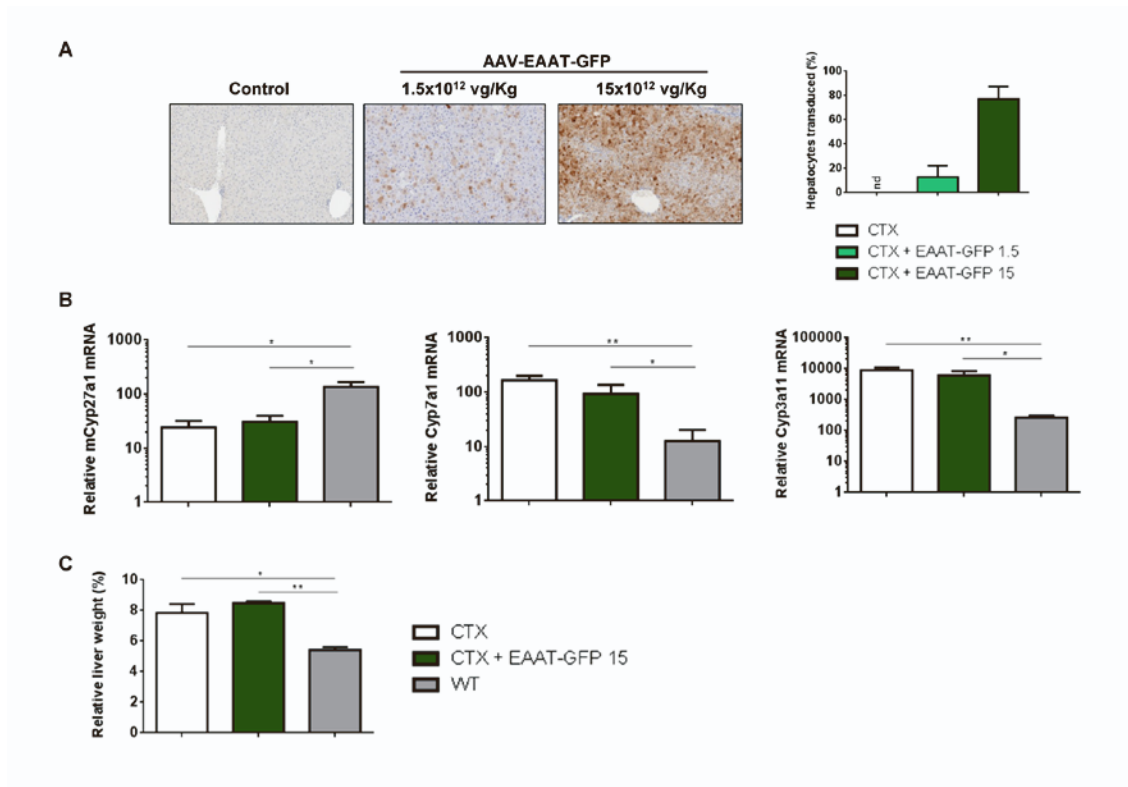 A
AAV-EAAT-GFP
Control
1.5x10¹² vg/Kg
15x10¹² vg/Kg
Hepatocytes transduced (%)
100
80
60
40
20
0
nd
CTX
CTX + EAAT-GFP 1.5
CTX + EAAT-GFP 15
B
Relative mCyp27a1 mRNA
1000
100
10
1
*
*
Relative Cyp7a1 mRNA
1000
100
10
1
**
*
Relative Cyp3a11 mRNA
100000
10000
1000
100
10
1
**
*
C
Relative liver weight (%)
10
8
6
4
2
0
*
**
CTX
CTX + EAAT-GFP 15
WT